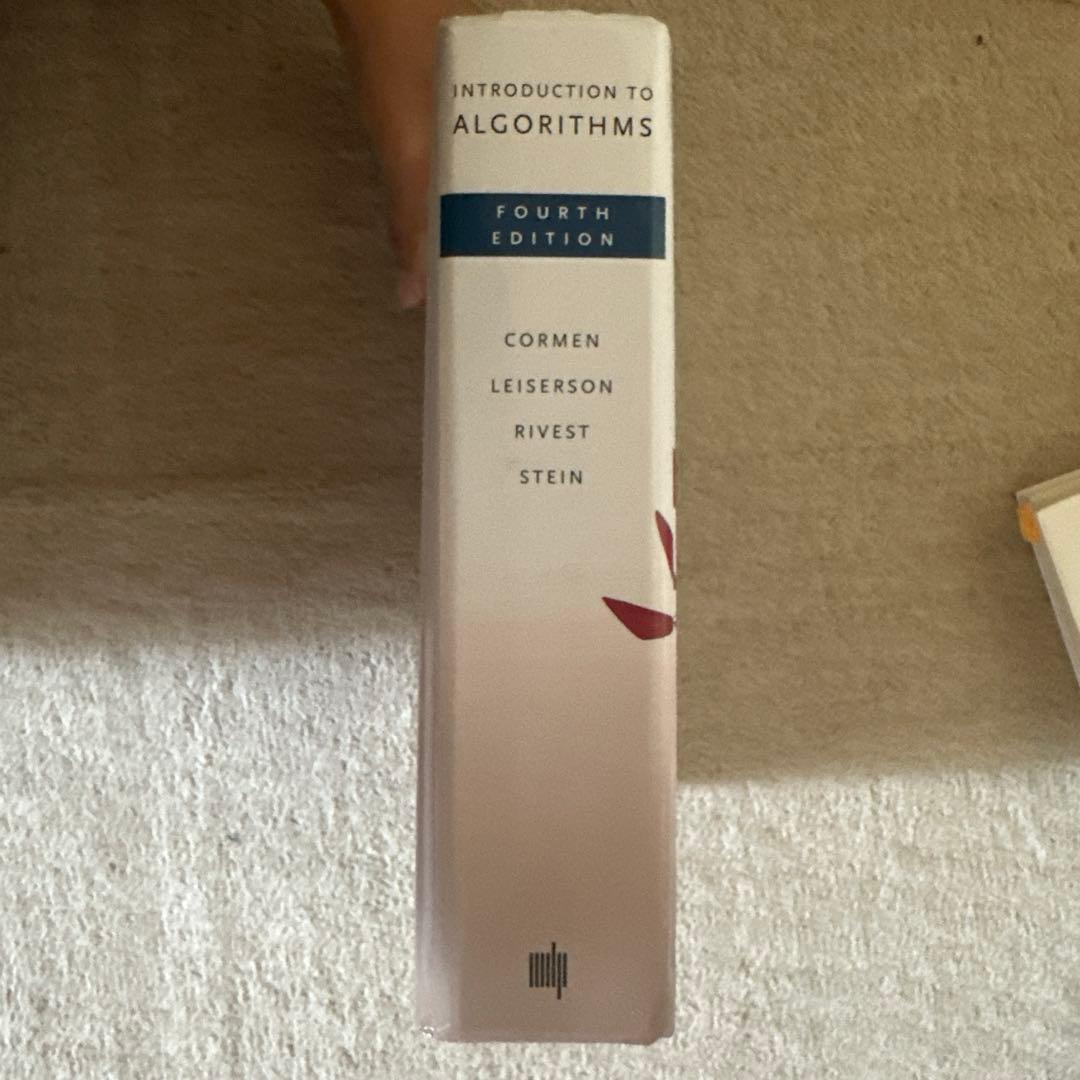 INTRODUCTION TO
ALGORITHMS
FOURTH
EDITION
CORMEN
LEISERSON
RIVEST
STEIN